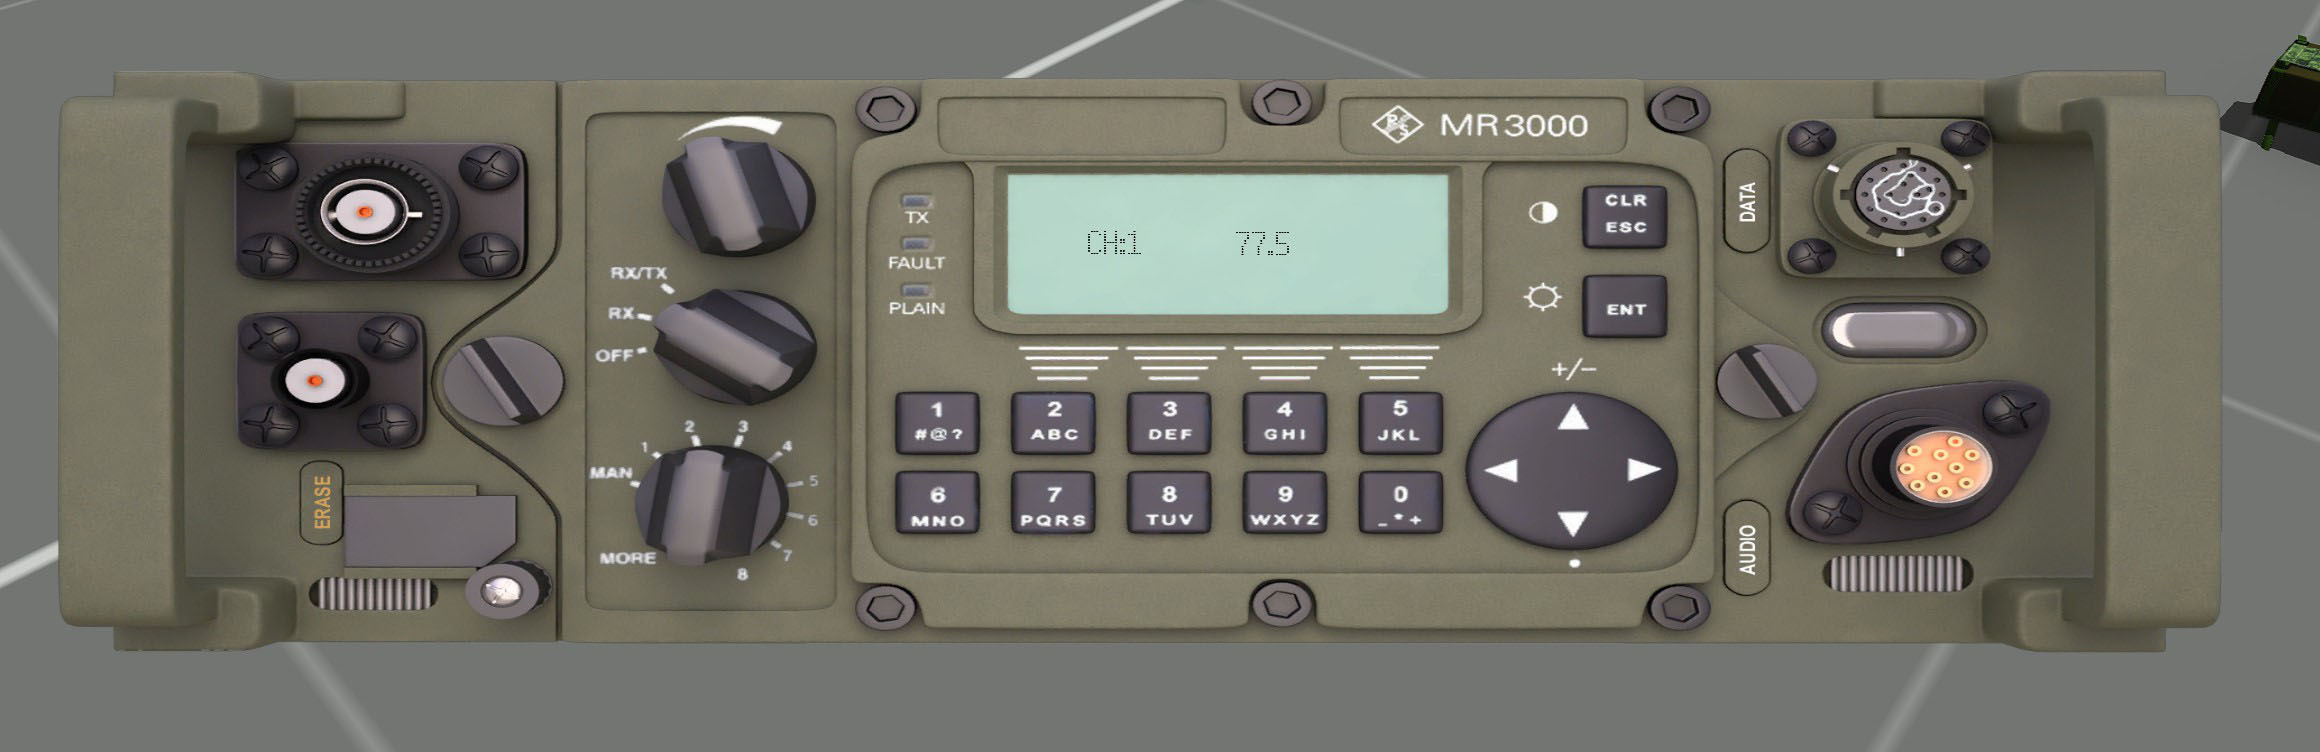 R S MR3000
TX
FAULT
PLAIN
CH:1 77.5
CLR
ESC
ENT
+/-
RX/TX
RX
OFF
MAN
1
2
3
4
5
6
7
8
MORE
1
#@?
2
ABC
3
DEF
4
GHI
5
JKL
6
MNO
7
PQRS
8
TUV
9
WXYZ
0
_*+
ERASE
DATA
AUDIO